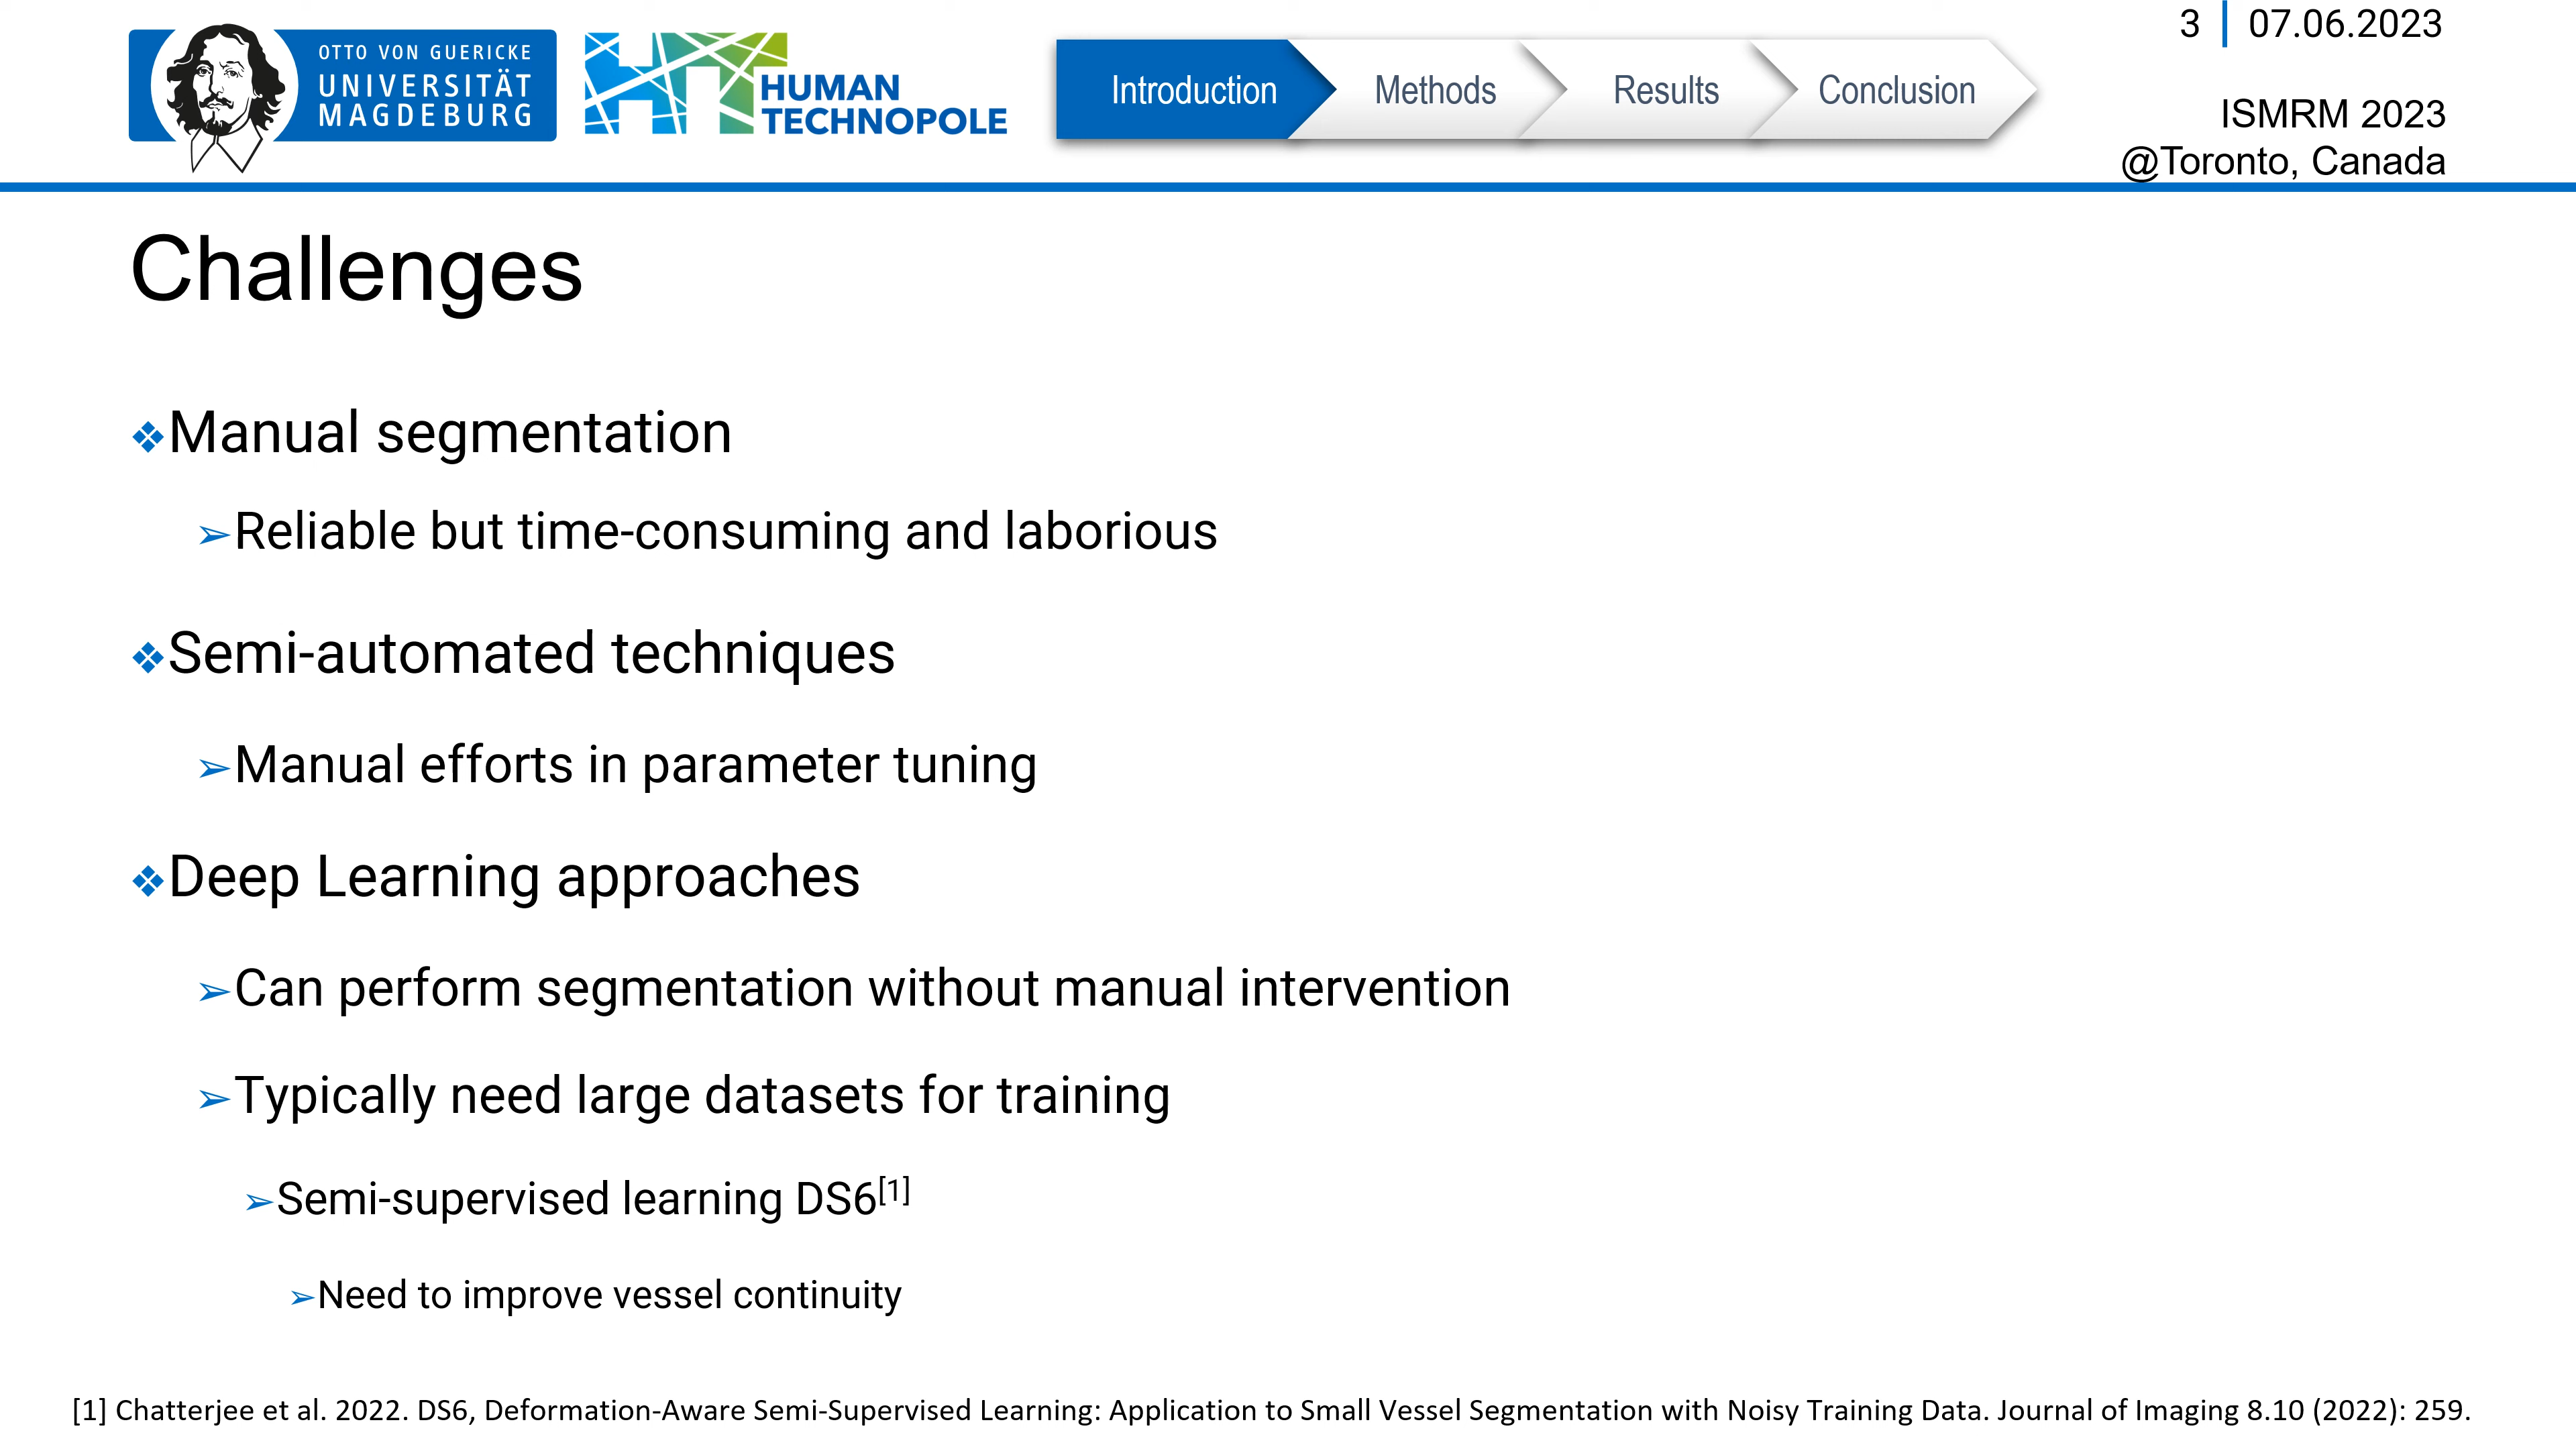 OTTO VON GUERICKE
UNIVERSITÄT
MAGDEBURG
HUMAN
TECHNOPOLE
Introduction
Methods
Results
Conclusion
3 | 07.06.2023
ISMRM 2023
@Toronto, Canada
Challenges
❖Manual segmentation
➢Reliable but time-consuming and laborious
❖Semi-automated techniques
➢Manual efforts in parameter tuning
❖Deep Learning approaches
➢Can perform segmentation without manual intervention
➢Typically need large datasets for training
➢Semi-supervised learning DS6[1]
➢Need to improve vessel continuity
[1] Chatterjee et al. 2022. DS6, Deformation-Aware Semi-Supervised Learning: Application to Small Vessel Segmentation with Noisy Training Data. Journal of Imaging 8.10 (2022): 259.